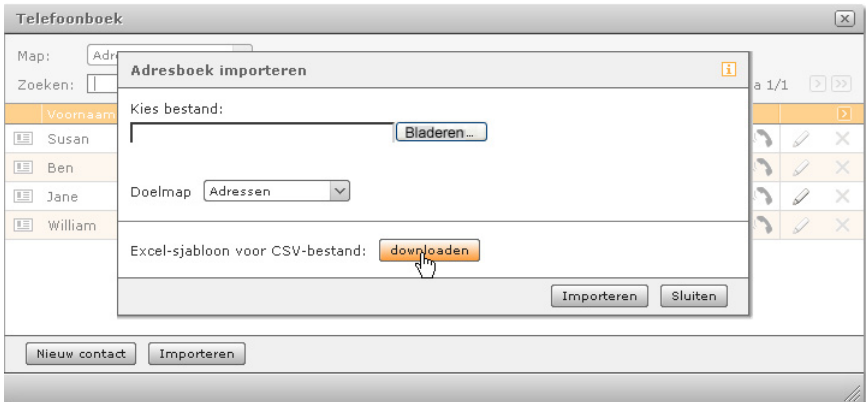 Telefoonboek
Map: Adr
Adresboek importeren
Zoeken: a 1/1
Voornaam
Kies bestand:
Bladeren...
Susan
Ben
Jane
William
Doelmap Adressen
Excel-sjabloon voor CSV-bestand: downloaden
Importeren Sluiten
Nieuw contact Importeren